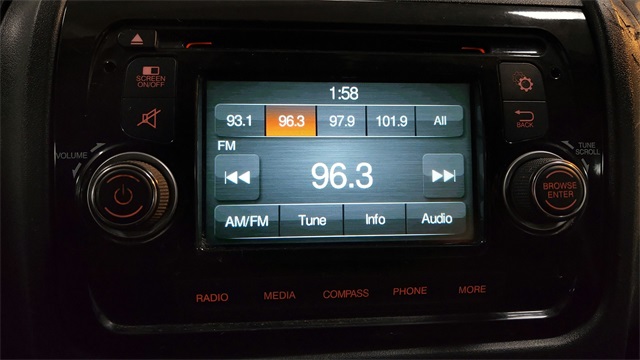 SCREEN
ON/OFF
1:58
93.1 96.3 97.9 101.9 All
BACK
FM
VOLUME
TUNE
SCROLL
96.3
BROWSE
ENTER
AM/FM Tune Info Audio
RADIO MEDIA COMPASS PHONE MORE